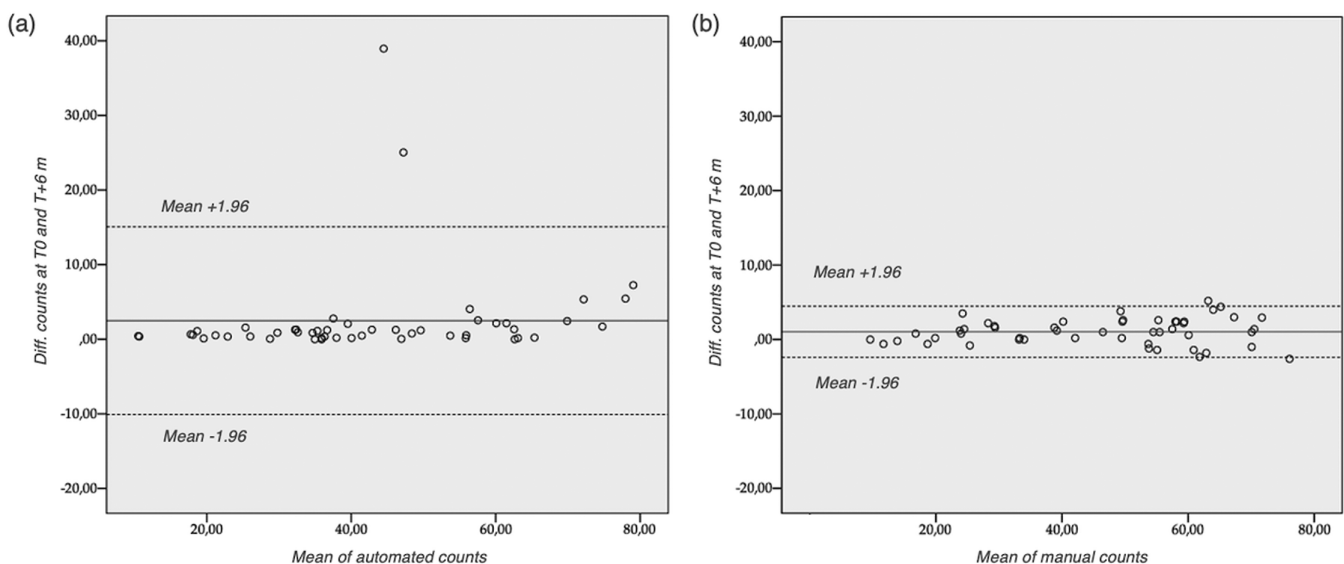 (a)
40,00
30,00
20,00
10,00
,00
-10,00
-20,00
Diff. counts at T0 and T+6 m
Mean +1.96
Mean -1.96
20,00 40,00 60,00 80,00
Mean of automated counts
(b)
40,00
30,00
20,00
10,00
,00
-10,00
-20,00
Diff. counts at T0 and T+6 m
Mean +1.96
Mean -1.96
20,00 40,00 60,00 80,00
Mean of manual counts